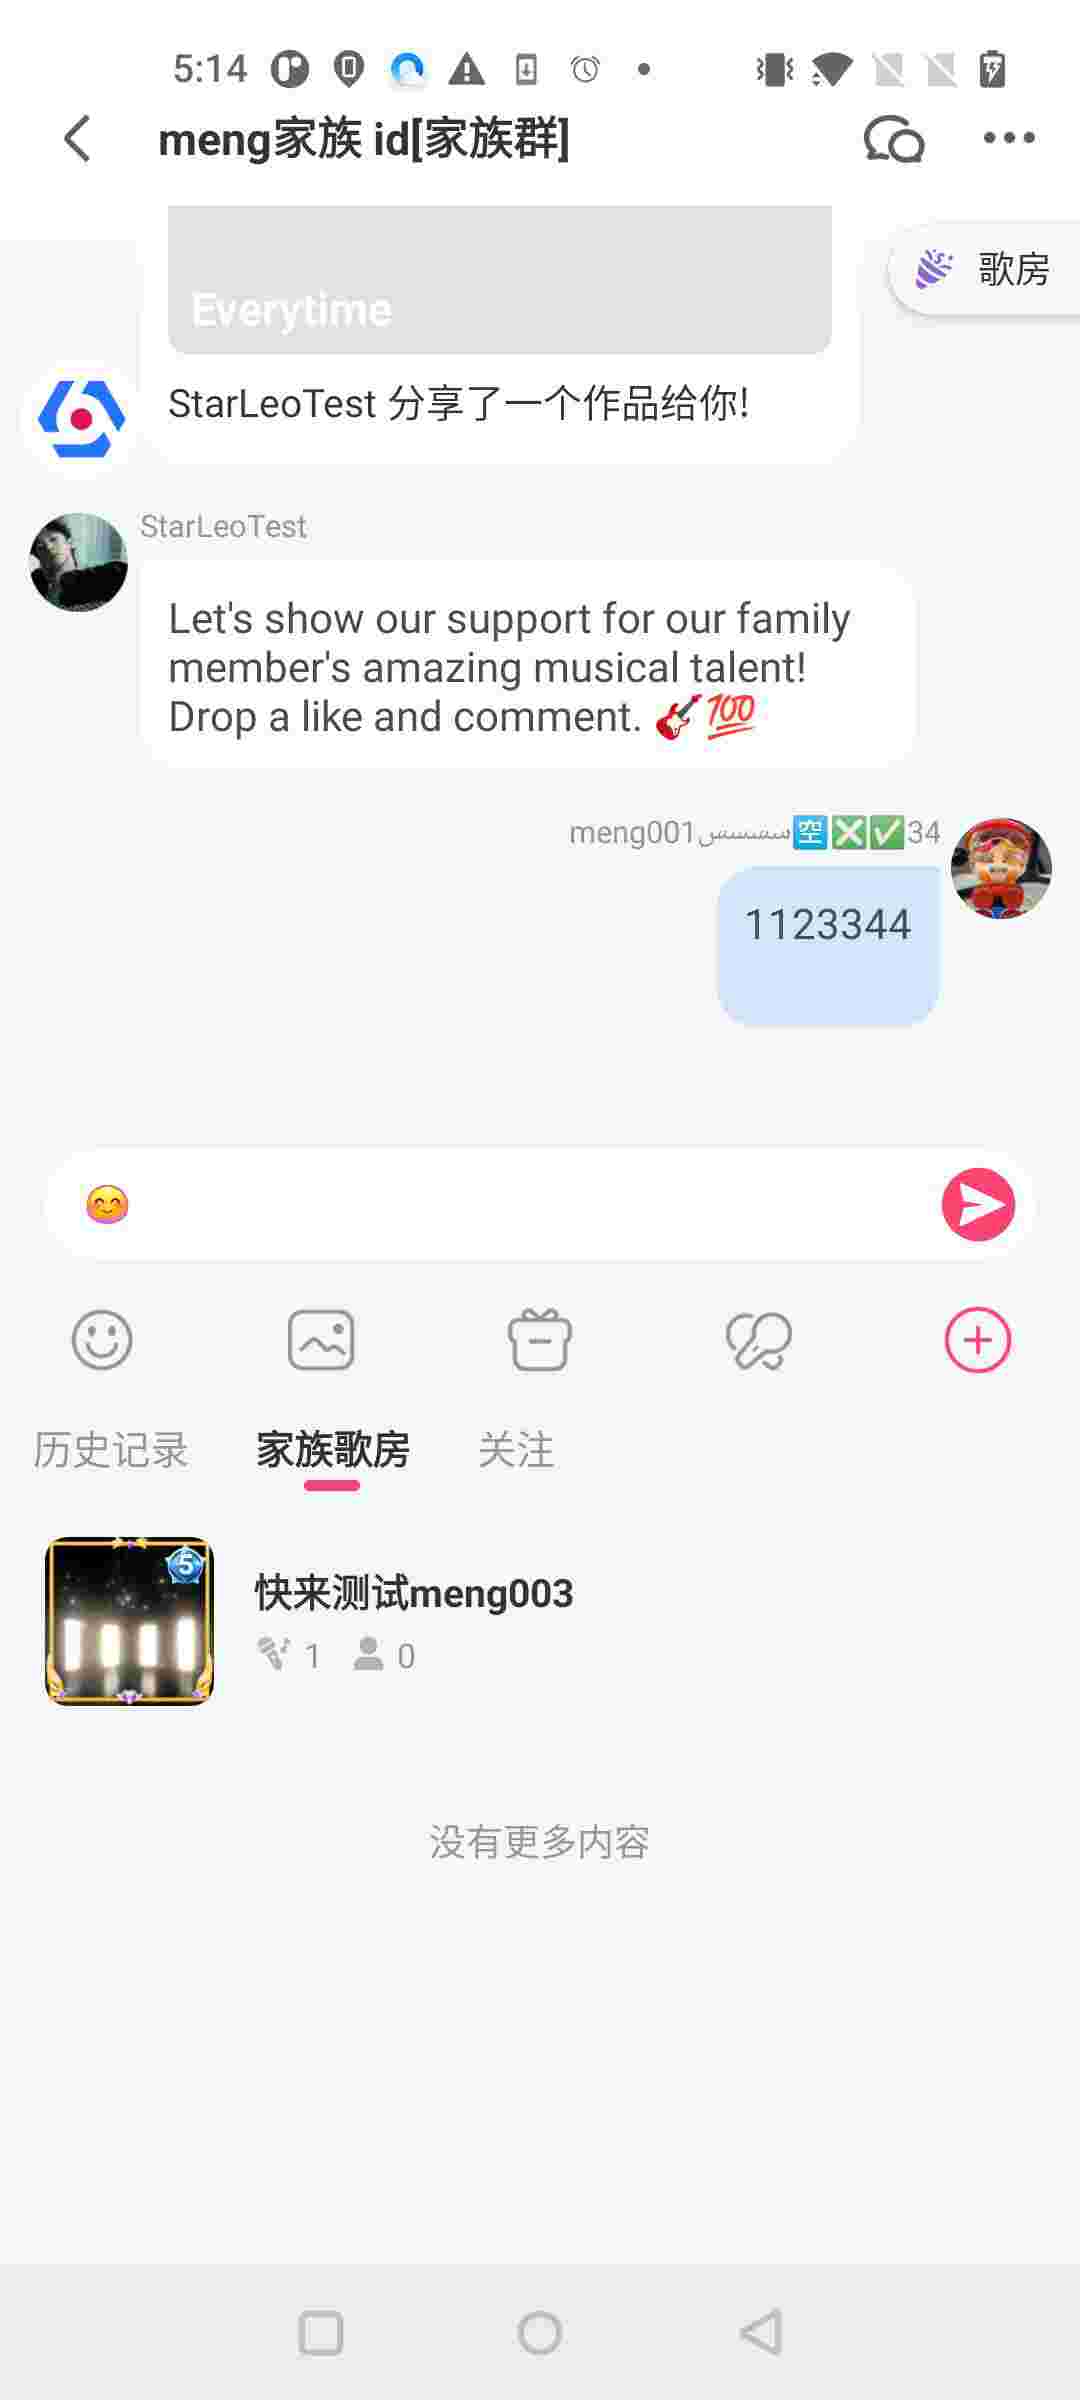 5:14
meng家族 id[家族群]
歌房
Everytime
StarLeoTest 分享了一个作品给你!
StarLeoTest
Let's show our support for our family
member's amazing musical talent!
Drop a like and comment. 🎸💯
meng001سسسس🈳❎✅34
1123344
😊
历史记录 家族歌房 关注
5
快来测试meng003
1 0
没有更多内容